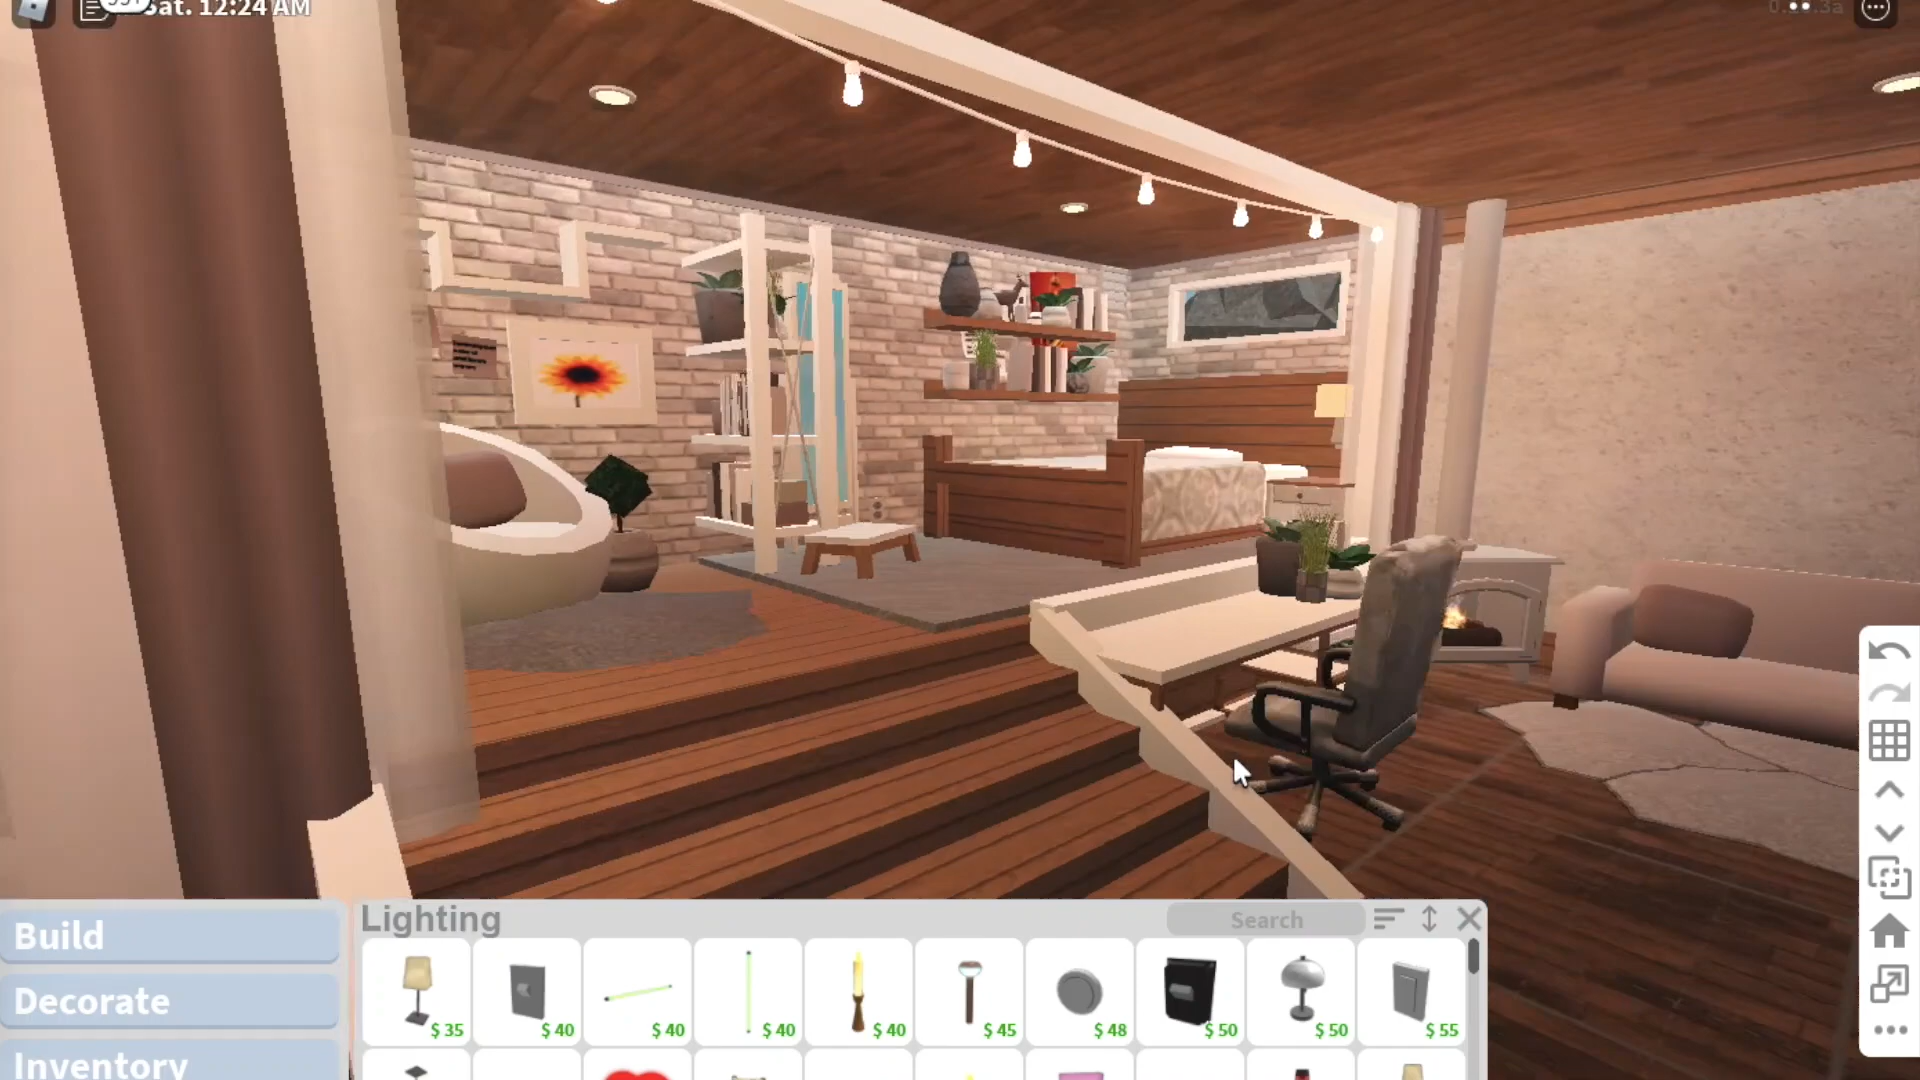 Sat. 12:24 AM
Build
Decorate
Inventory
Lighting
Search
$ 35
$ 40
$ 40
$ 40
$ 40
$ 45
$ 48
$ 50
$ 50
$ 55